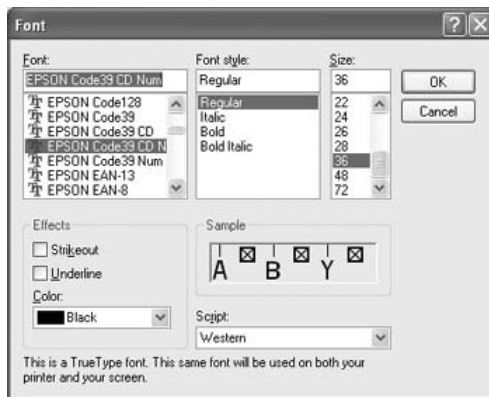 Font
Font:
EPSON Code39 CD Num
EPSON Code128
EPSON Code39
EPSON Code39 CD
EPSON Code39 CD N
EPSON Code39 Num
EPSON EAN-13
EPSON EAN-8
Font style:
Regular
Regular
Italic
Bold
Bold Italic
Size:
36
22
24
26
28
36
48
72
OK
Cancel
Effects
Strikeout
Underline
Color:
Black
Sample
A B Y
Script:
Western
This is a TrueType font. This same font will be used on both your
printer and your screen.